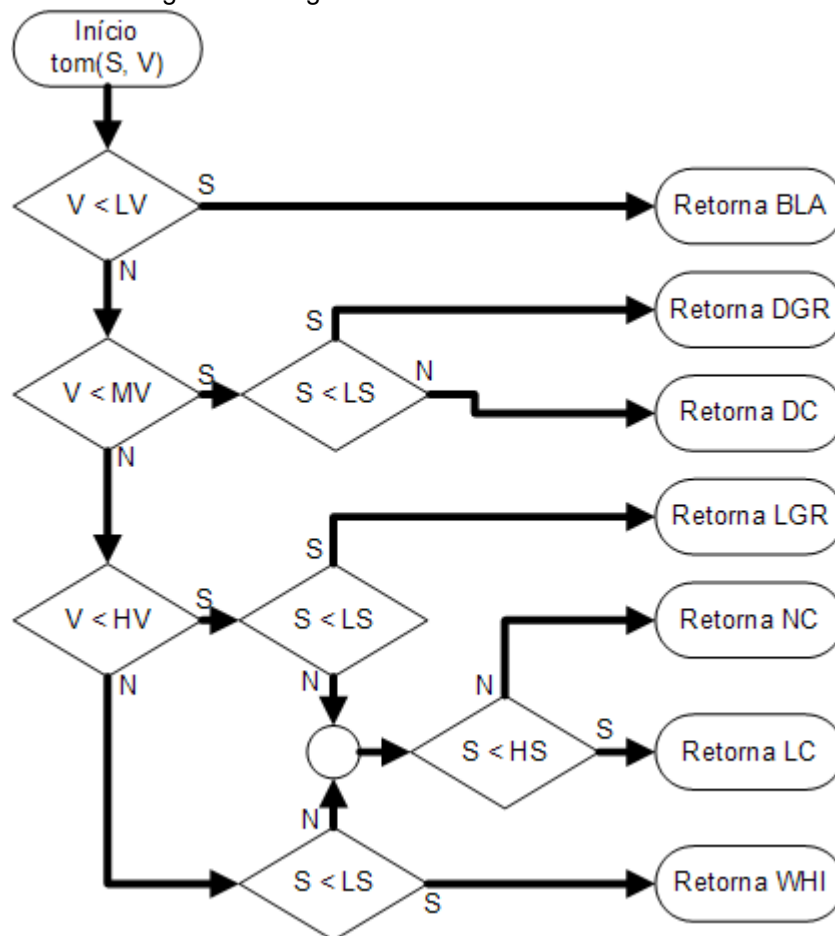 Início
tom(S, V)
V < LV
S
Retorna BLA
N
S
Retorna DGR
V < MV
S
S < LS
N
Retorna DC
N
S
Retorna LGR
V < HV
S
S < LS
Retorna NC
N
N
N
S < HS
S
Retorna LC
N
S < LS
S
Retorna WHI